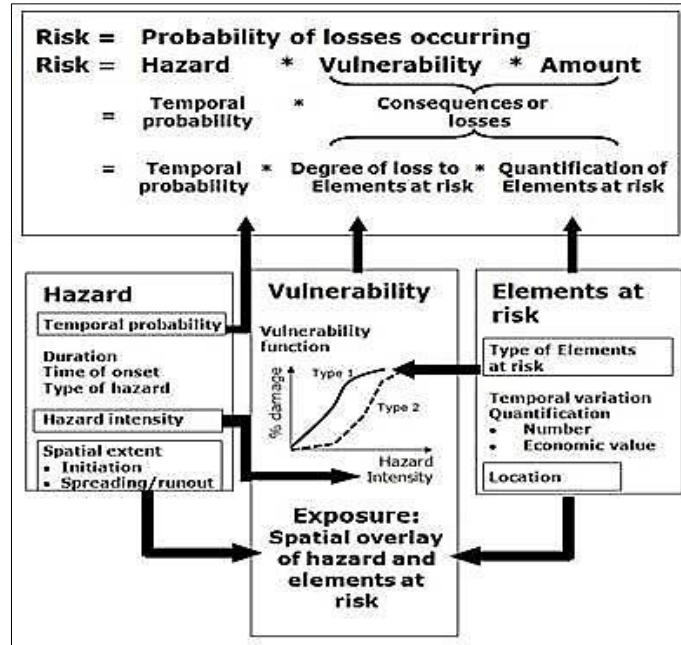 Risk = Probability of losses occurring
Risk = Hazard * Vulnerability * Amount
= Temporal probability * Consequences or losses
= Temporal probability * Degree of loss to Elements at risk * Quantification of Elements at risk
Hazard
Temporal probability
Duration
Time of onset
Type of hazard
Hazard intensity
Spatial extent
• Initiation
• Spreading/runout
Vulnerability
Vulnerability
function
% damage
Type 1
Type 2
Hazard
Intensity
Exposure:
Spatial overlay
of hazard and
elements at
risk
Elements at
risk
Type of Elements
at risk
Temporal variation
Quantification
• Number
• Economic value
Location